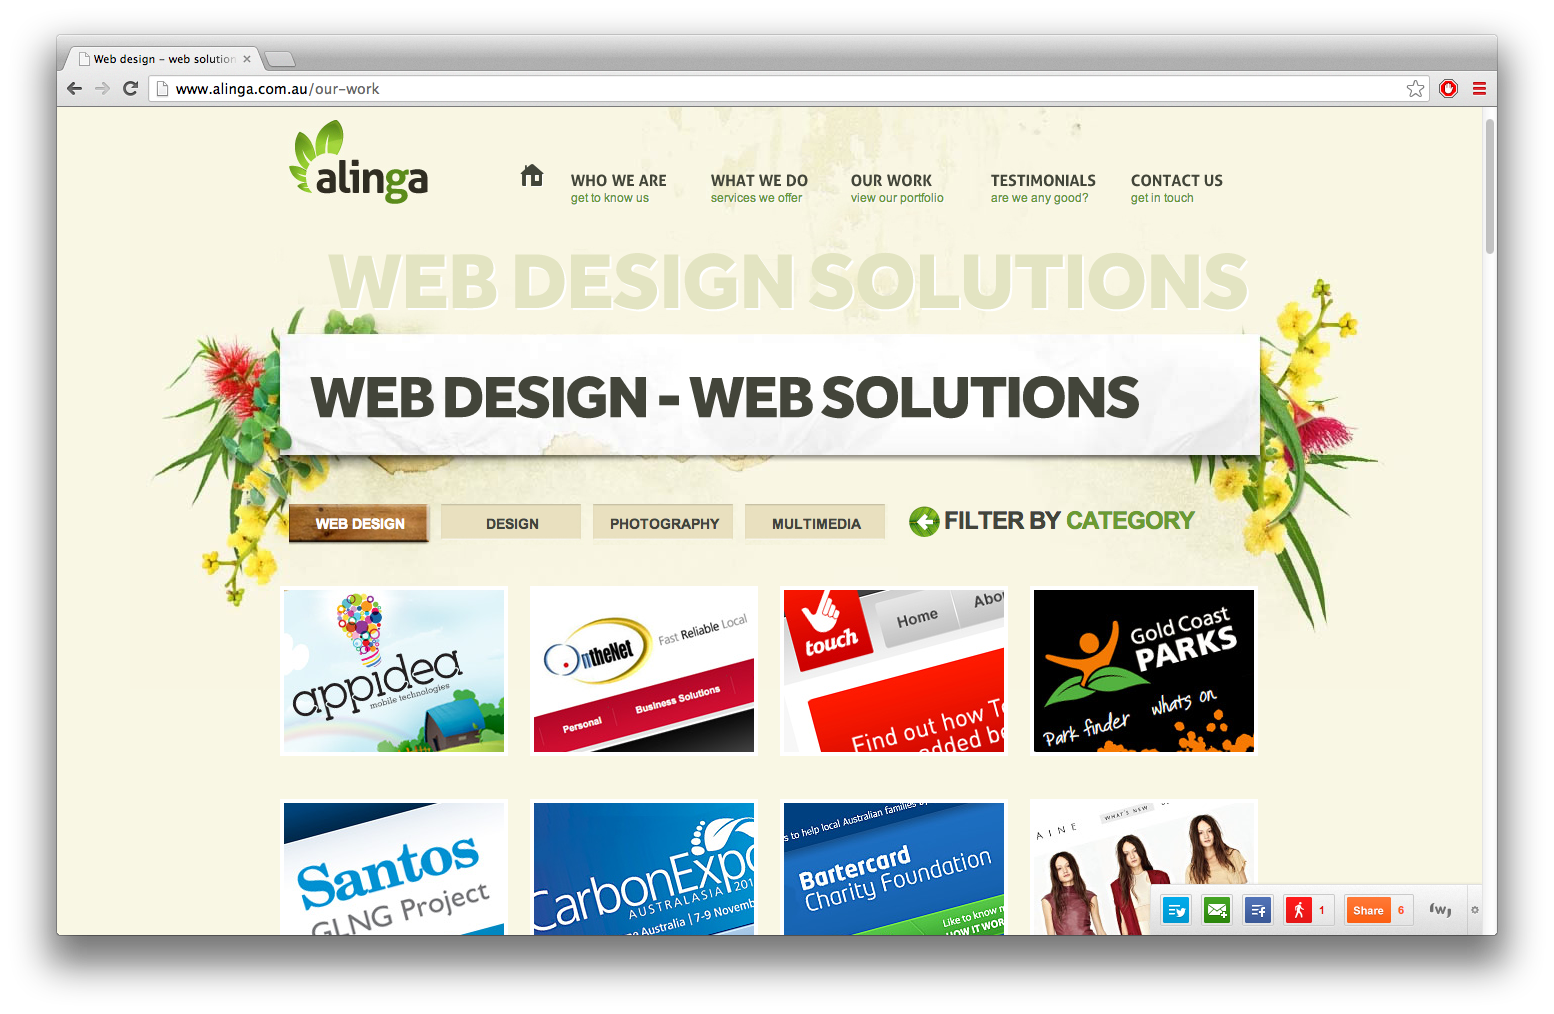 Web design - web solution
www.alinga.com.au/our-work
alinga
WHO WE ARE
get to know us
WHAT WE DO
services we offer
OUR WORK
view our portfolio
TESTIMONIALS
are we any good?
CONTACT US
get in touch
WEB DESIGN SOLUTIONS
WEB DESIGN - WEB SOLUTIONS
WEB DESIGN
DESIGN
PHOTOGRAPHY
MULTIMEDIA
FILTER BY CATEGORY
appidea
mobile technologies
OntheNet
Fast Reliable Local
Personal
Business Solutions
touch
Home
Abou
Find out how Te
added be
Gold Coast
PARKS
Park finder
whats on
Santos
GLNG Project
CarbonExpo
AUSTRALASIA 201
ne Australia | 7-9 Novemb
s to help local Australian families
Bartercard
Charity Foundation
Like to know m
HOW IT WOR
AINE
WHAT'S NEW
1
Share
6